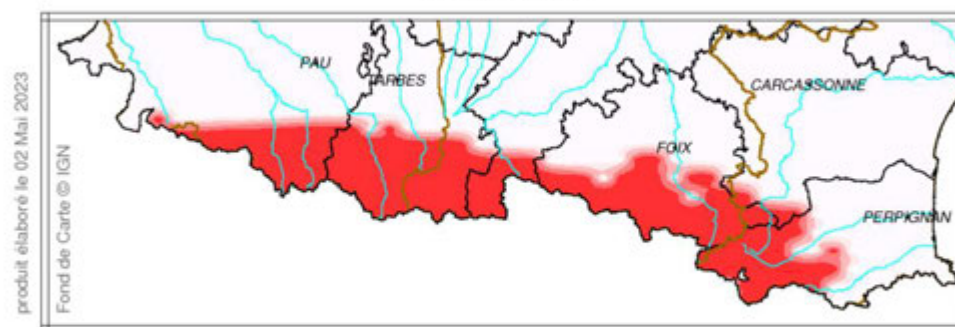 produit élaboré le 02 Mai 2023
Fond de Carte © IGN
PAU
TARBES
CARCASSONNE
FOIX
PERPIGNAN